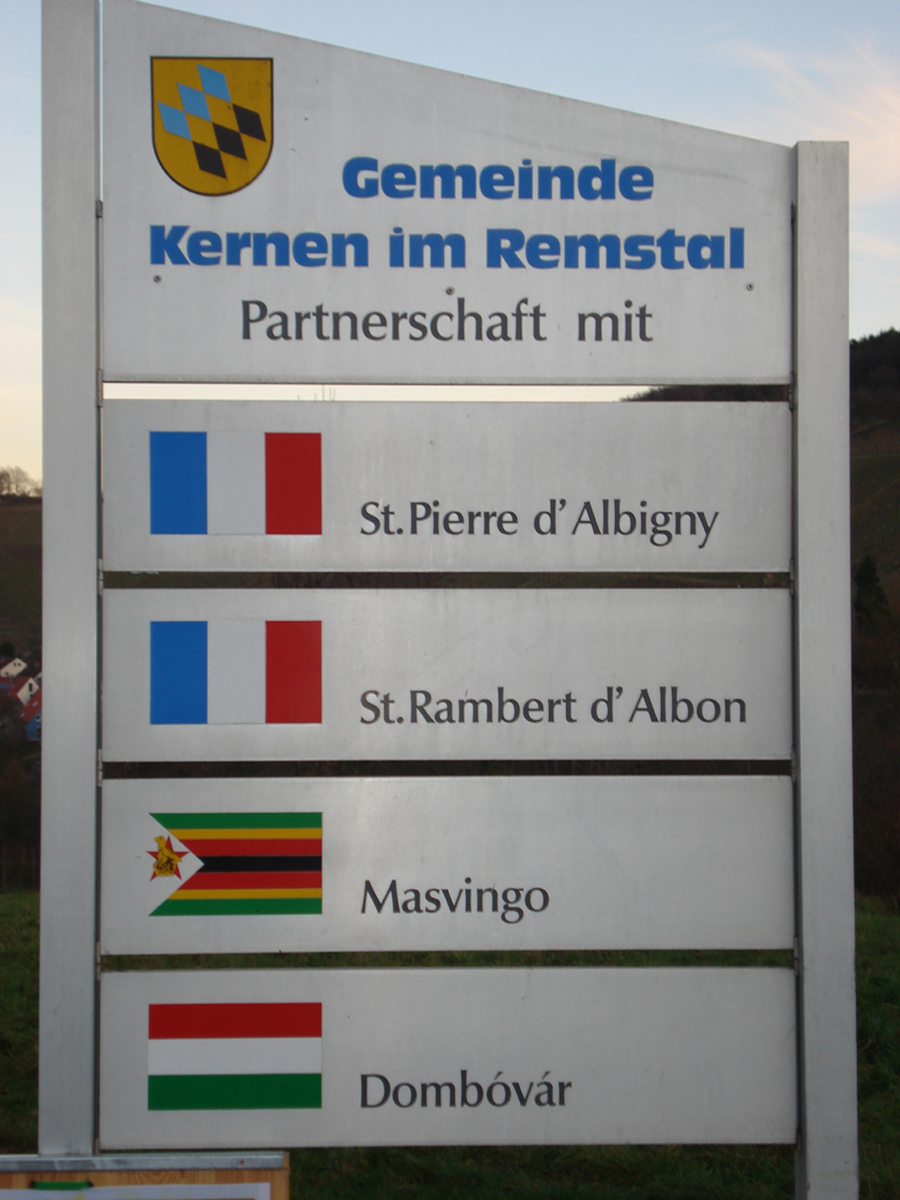 Gemeinde
Kernen im Remstal
Partnerschaft mit
St. Pierre d'Albigny
St. Rambert d'Albon
Masvingo
Dombóvár